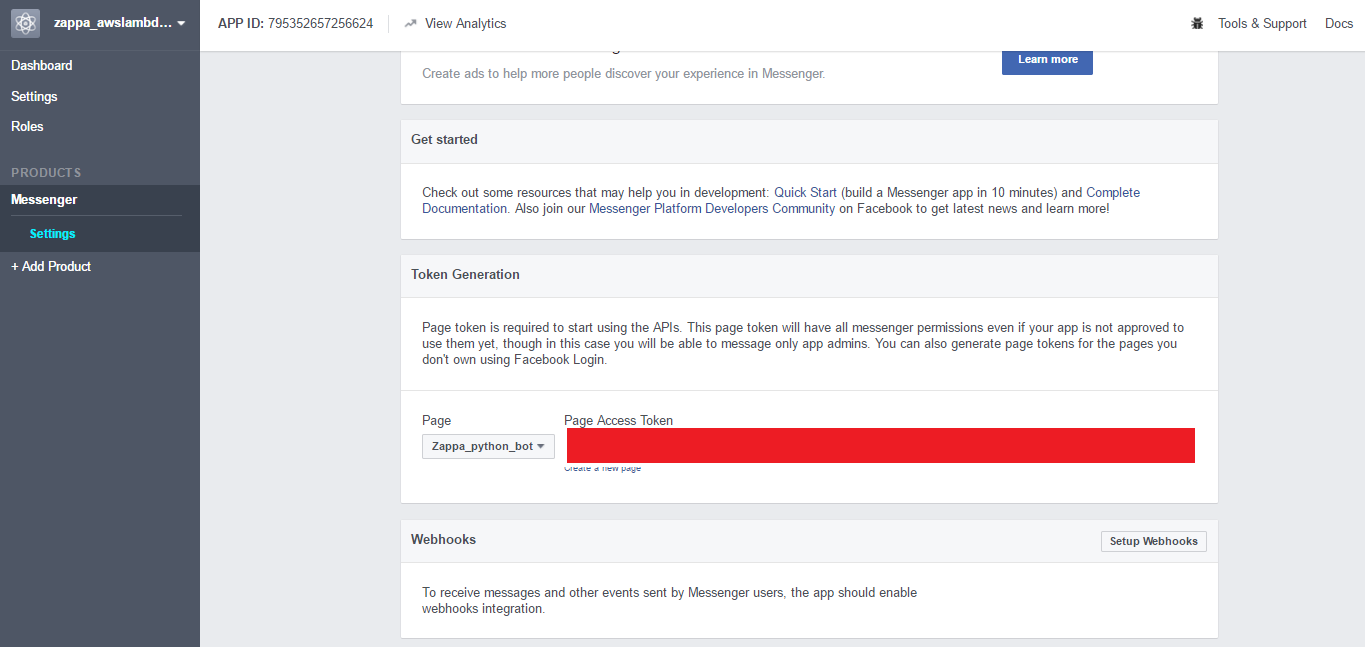 zappa_awslambd...
APP ID: 795352657256624
View Analytics
Tools & Support
Docs
Dashboard
Settings
Roles
PRODUCTS
Messenger
Settings
+ Add Product
Create ads to help more people discover your experience in Messenger.
Learn more
Get started
Check out some resources that may help you in development: Quick Start (build a Messenger app in 10 minutes) and Complete
Documentation. Also join our Messenger Platform Developers Community on Facebook to get latest news and learn more!
Token Generation
Page token is required to start using the APIs. This page token will have all messenger permissions even if your app is not approved to
use them yet, though in this case you will be able to message only app admins. You can also generate page tokens for the pages you
don't own using Facebook Login.
Page
Page Access Token
Zappa_python_bot
Create a new page
Webhooks
Setup Webhooks
To receive messages and other events sent by Messenger users, the app should enable
webhooks integration.